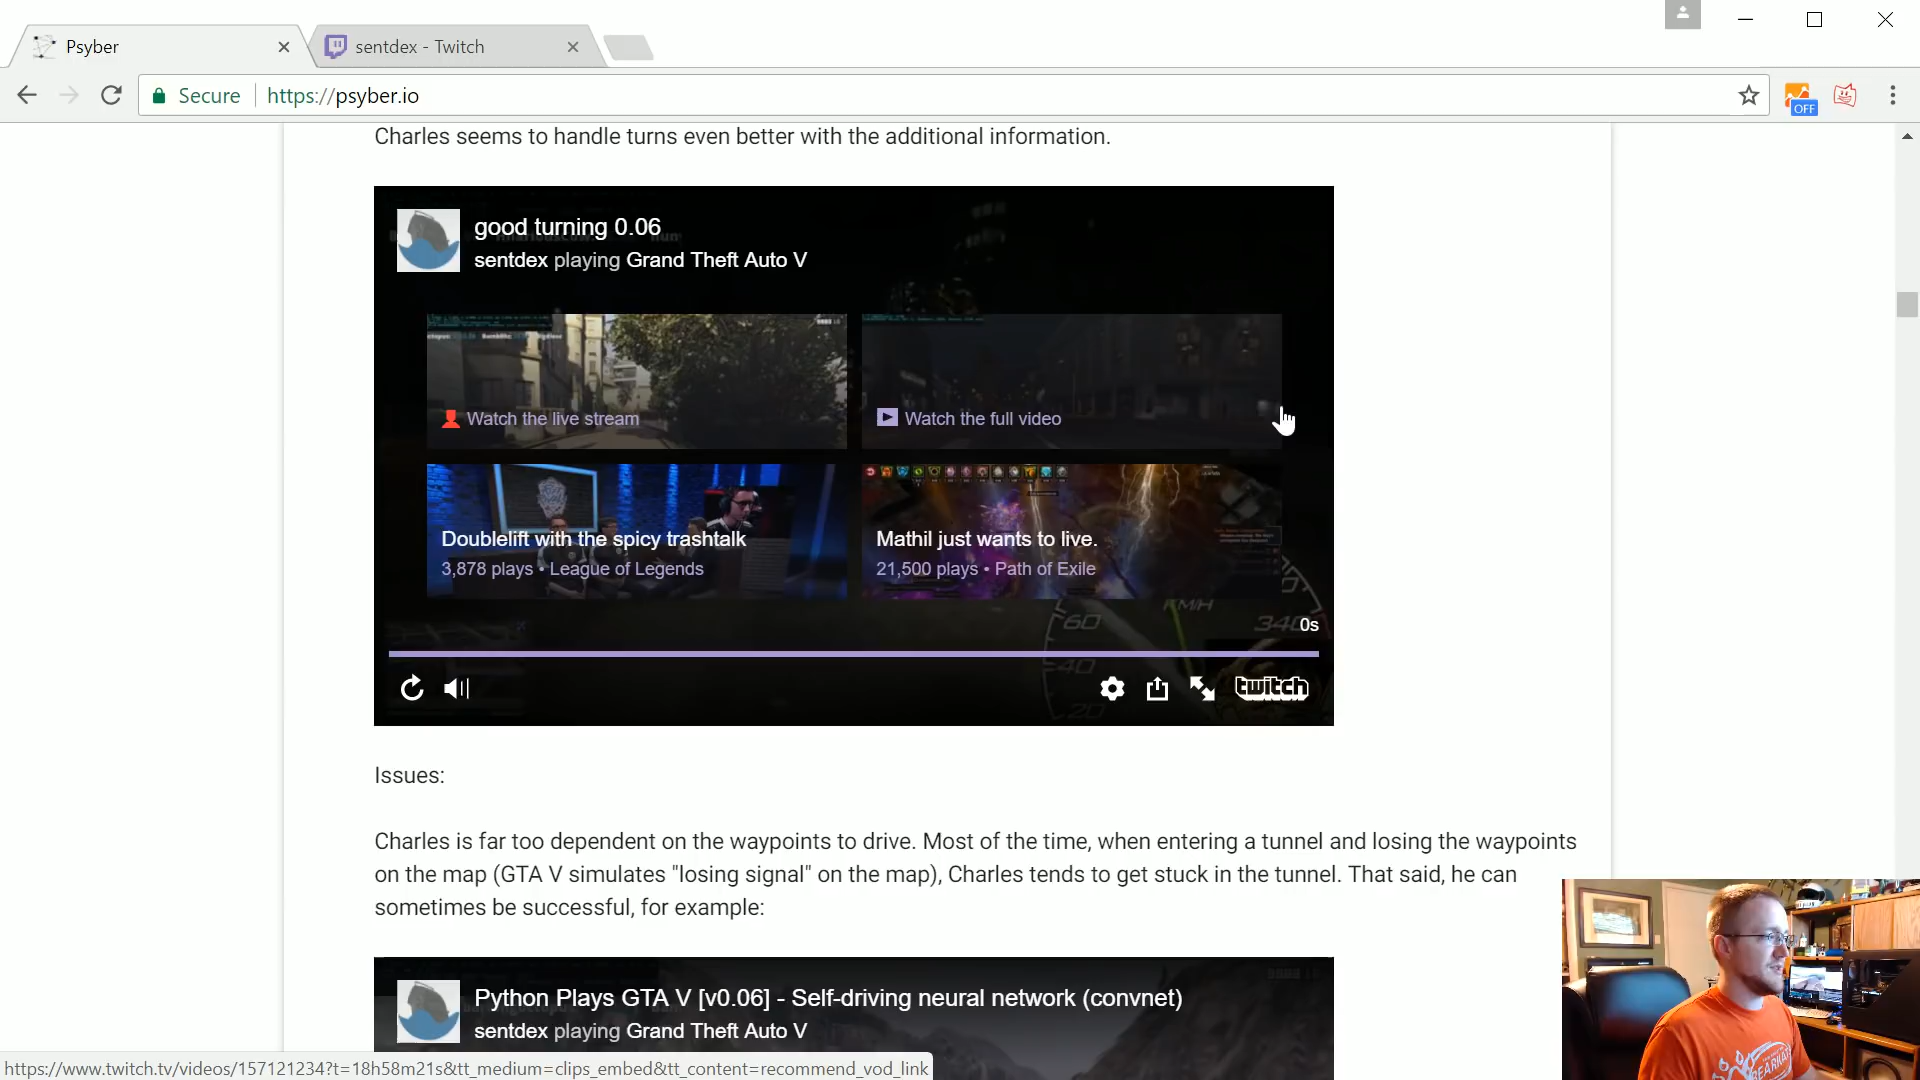 Psyber
sentdex - Twitch
Secure
https://psyber.io
OFF
Charles seems to handle turns even better with the additional information.
good turning 0.06
sentdex playing Grand Theft Auto V
Watch the live stream
Watch the full video
Doublelift with the spicy trashtalk
3,878 plays • League of Legends
Mathil just wants to live.
21,500 plays • Path of Exile
KM/H
60
340
0s
40
20
twitch
Issues:
Charles is far too dependent on the waypoints to drive. Most of the time, when entering a tunnel and losing the waypoints
on the map (GTA V simulates "losing signal" on the map), Charles tends to get stuck in the tunnel. That said, he can
sometimes be successful, for example:
Python Plays GTA V [v0.06] - Self-driving neural network (convnet)
sentdex playing Grand Theft Auto V
https://www.twitch.tv/videos/157121234?t=18h58m21s&tt_medium=clips_embed&tt_content=recommend_vod_link